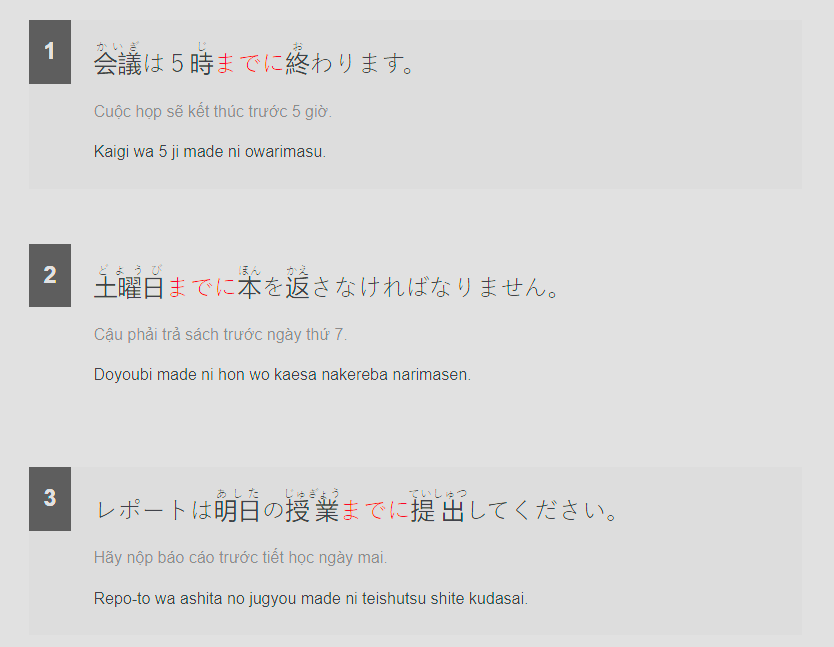 1
かいぎ じ お
会議は5時までに終わります。
Cuộc họp sẽ kết thúc trước 5 giờ.
Kaigi wa 5 ji made ni owarimasu.
2
どようび ほん かえ
土曜日までに本を返さなければなりません。
Cậu phải trả sách trước ngày thứ 7.
Doyoubi made ni hon wo kaesa nakereba narimasen.
3
あした じゅぎょう ていしゅつ
レポートは明日の授業までに提出してください。
Hãy nộp báo cáo trước tiết học ngày mai.
Repo-to wa ashita no jugyou made ni teishutsu shite kudasai.